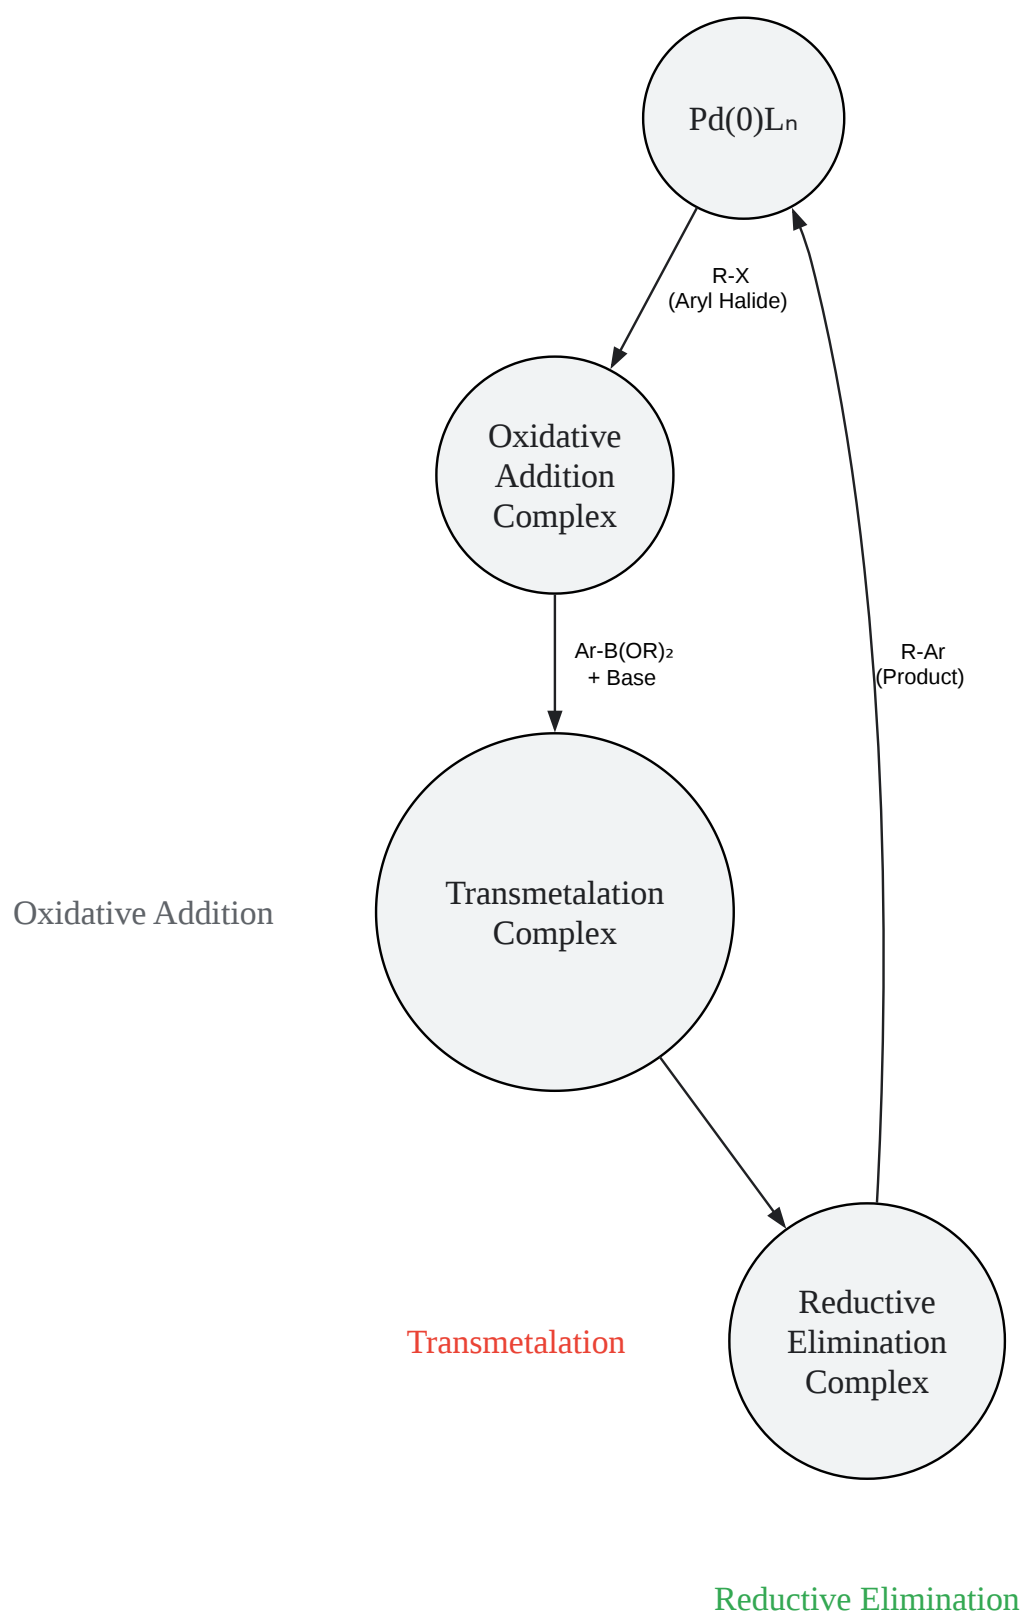 Pd(0)Lₙ
R-X
(Aryl Halide)
Oxidative
Addition
Complex
Ar-B(OR)₂
+ Base
R-Ar
(Product)
Transmetalation
Complex
Oxidative Addition
Reductive
Elimination
Complex
Transmetalation
Reductive Elimination